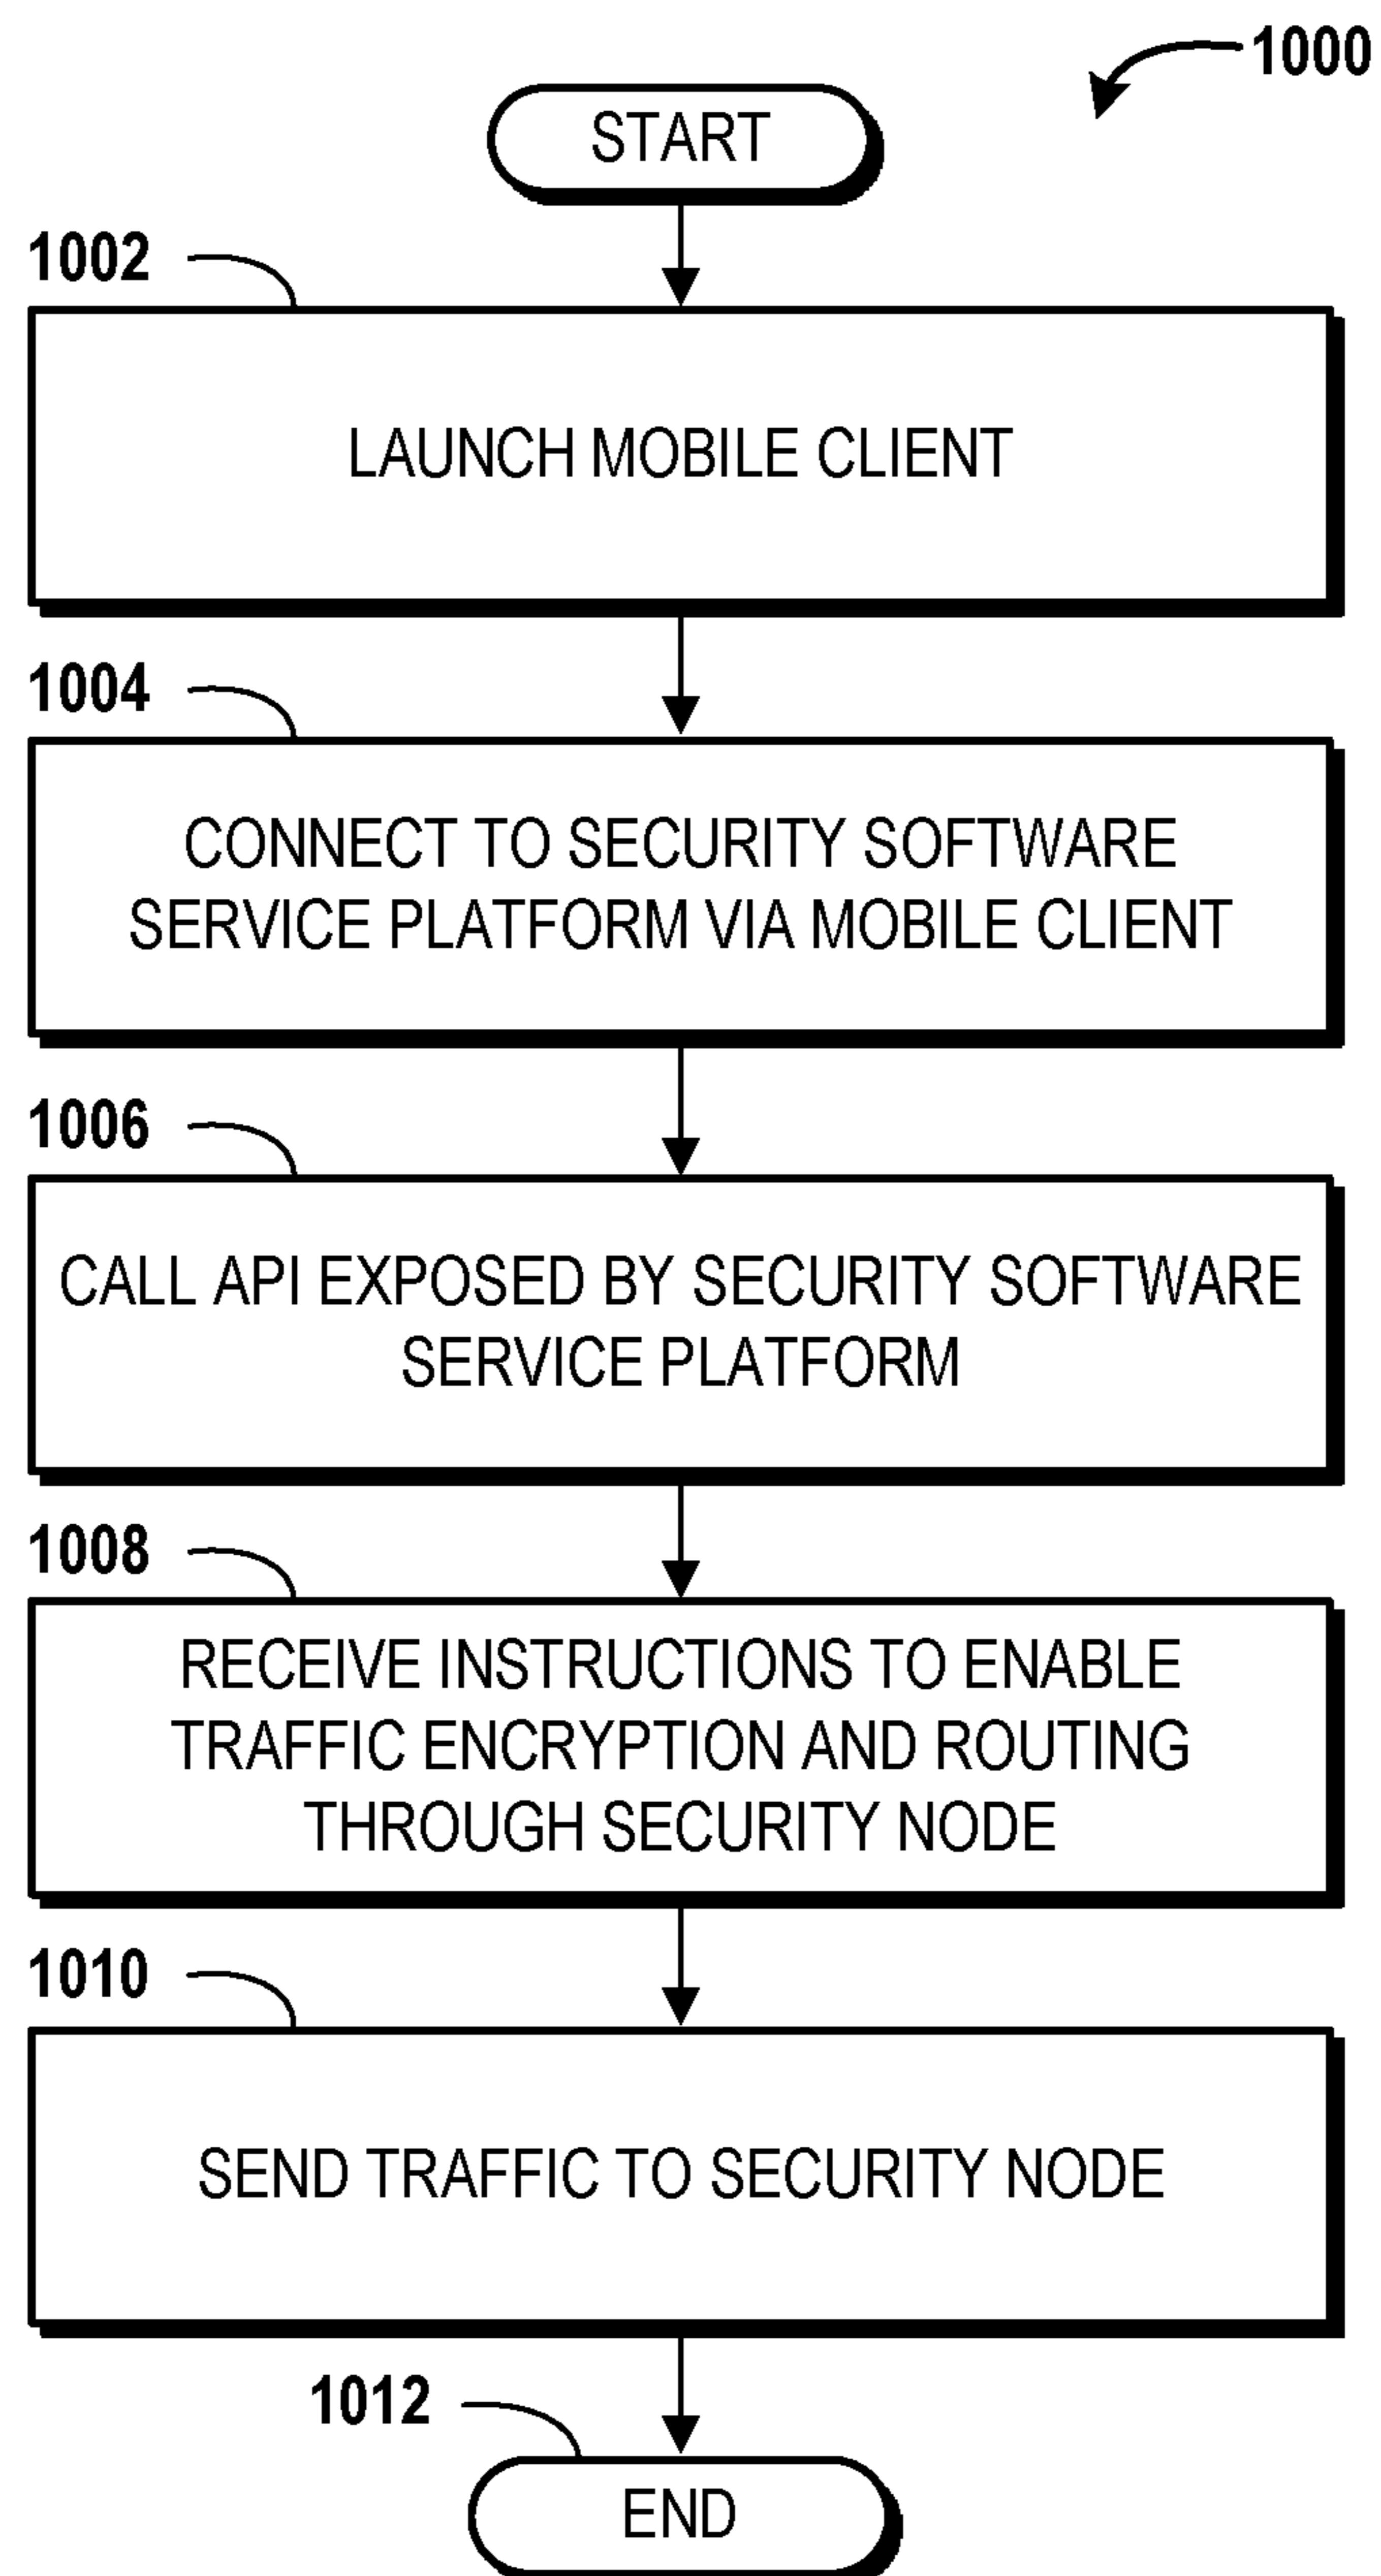 1000
START
1002
LAUNCH MOBILE CLIENT
1004
CONNECT TO SECURITY SOFTWARE
SERVICE PLATFORM VIA MOBILE CLIENT
1006
CALL API EXPOSED BY SECURITY SOFTWARE
SERVICE PLATFORM
1008
RECEIVE INSTRUCTIONS TO ENABLE
TRAFFIC ENCRYPTION AND ROUTING
THROUGH SECURITY NODE
1010
SEND TRAFFIC TO SECURITY NODE
1012
END